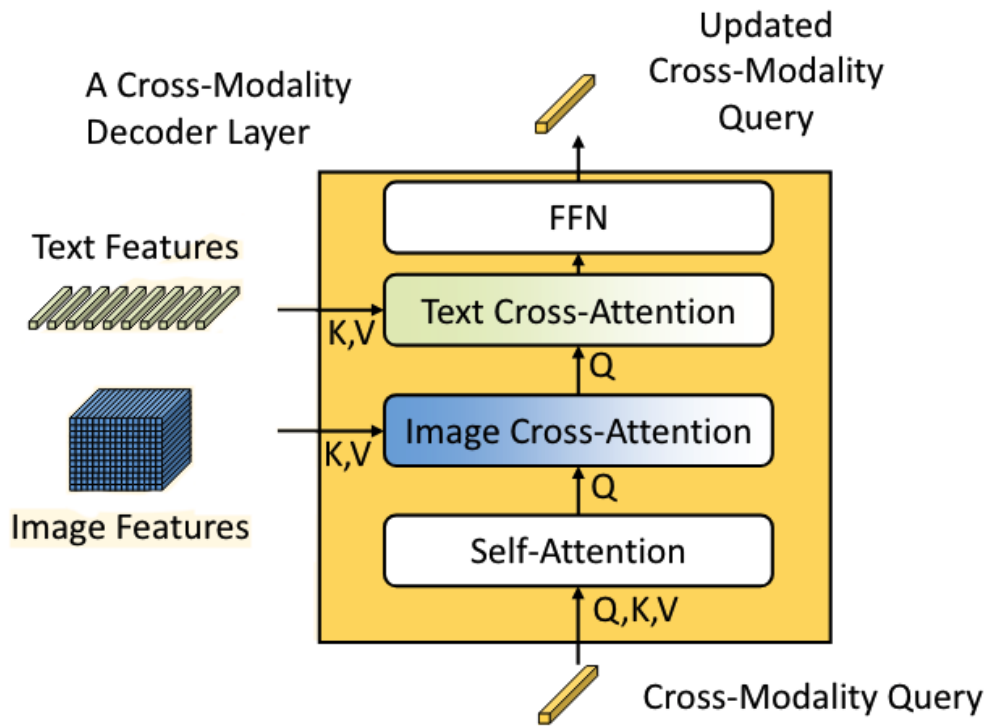 Updated
Cross-Modality
Query
A Cross-Modality
Decoder Layer
FFN
Text Features
Text Cross-Attention
K,V
Q
Image Cross-Attention
K,V
Q
Image Features
Self-Attention
Q,K,V
Cross-Modality Query